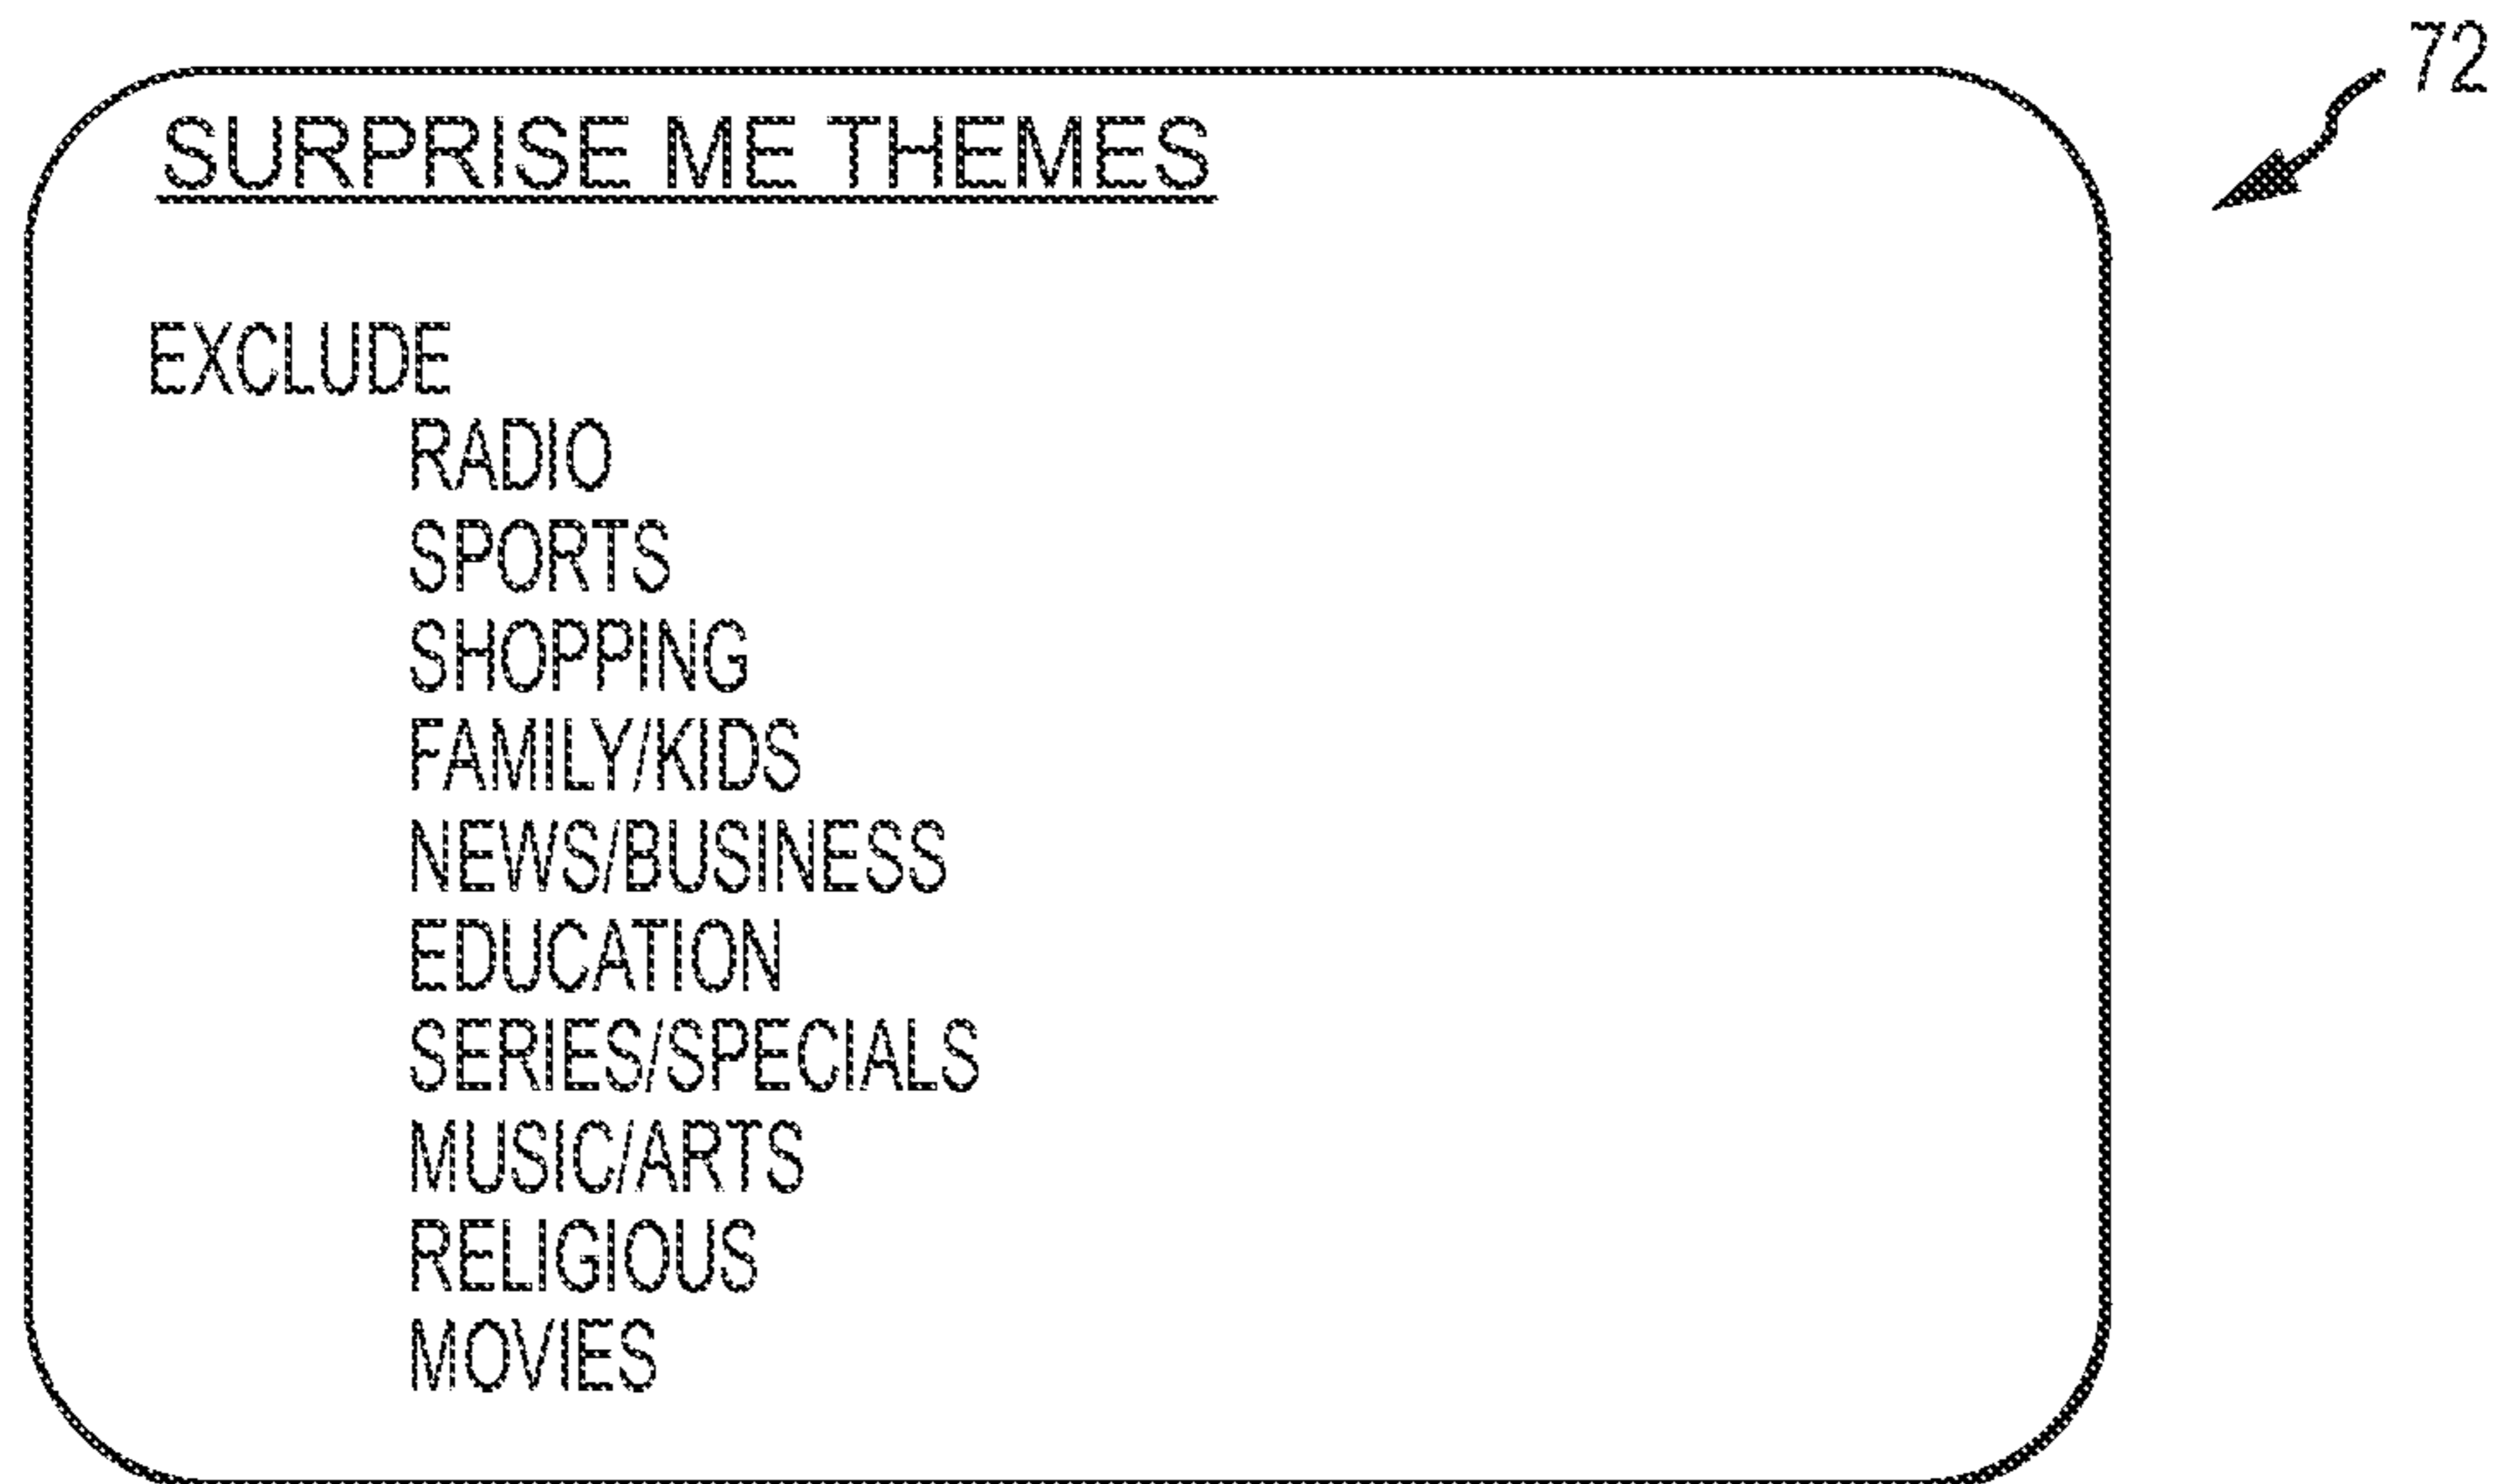 72
SURPRISE ME THEMES
EXCLUDE
RADIO
SPORTS
SHOPPING
FAMILY/KIDS
NEWS/BUSINESS
EDUCATION
SERIES/SPECIALS
MUSIC/ARTS
RELIGIOUS
MOVIES